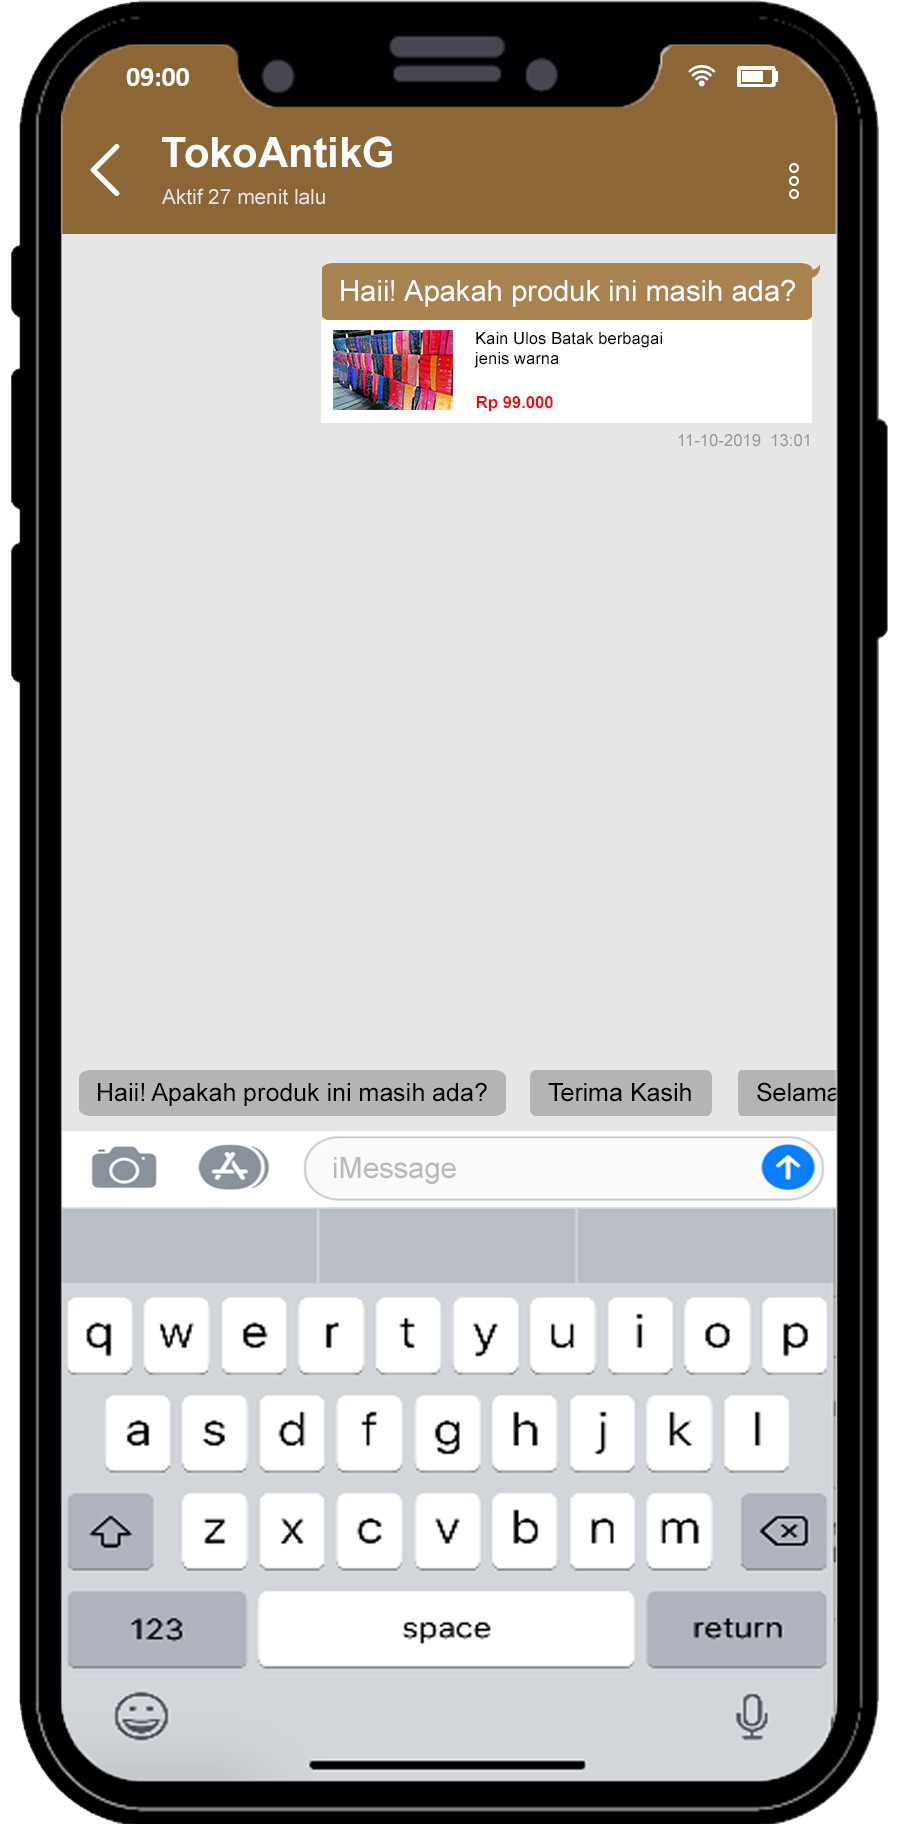 09:00
TokoAntikG
Aktif 27 menit lalu
Haii! Apakah produk ini masih ada?
Kain Ulos Batak berbagai
jenis warna
Rp 99.000
11-10-2019 13:01
Haii! Apakah produk ini masih ada?
Terima Kasih
Selama
iMessage
q w e r t y u i o p
a s d f g h j k l
z x c v b n m
123 space return